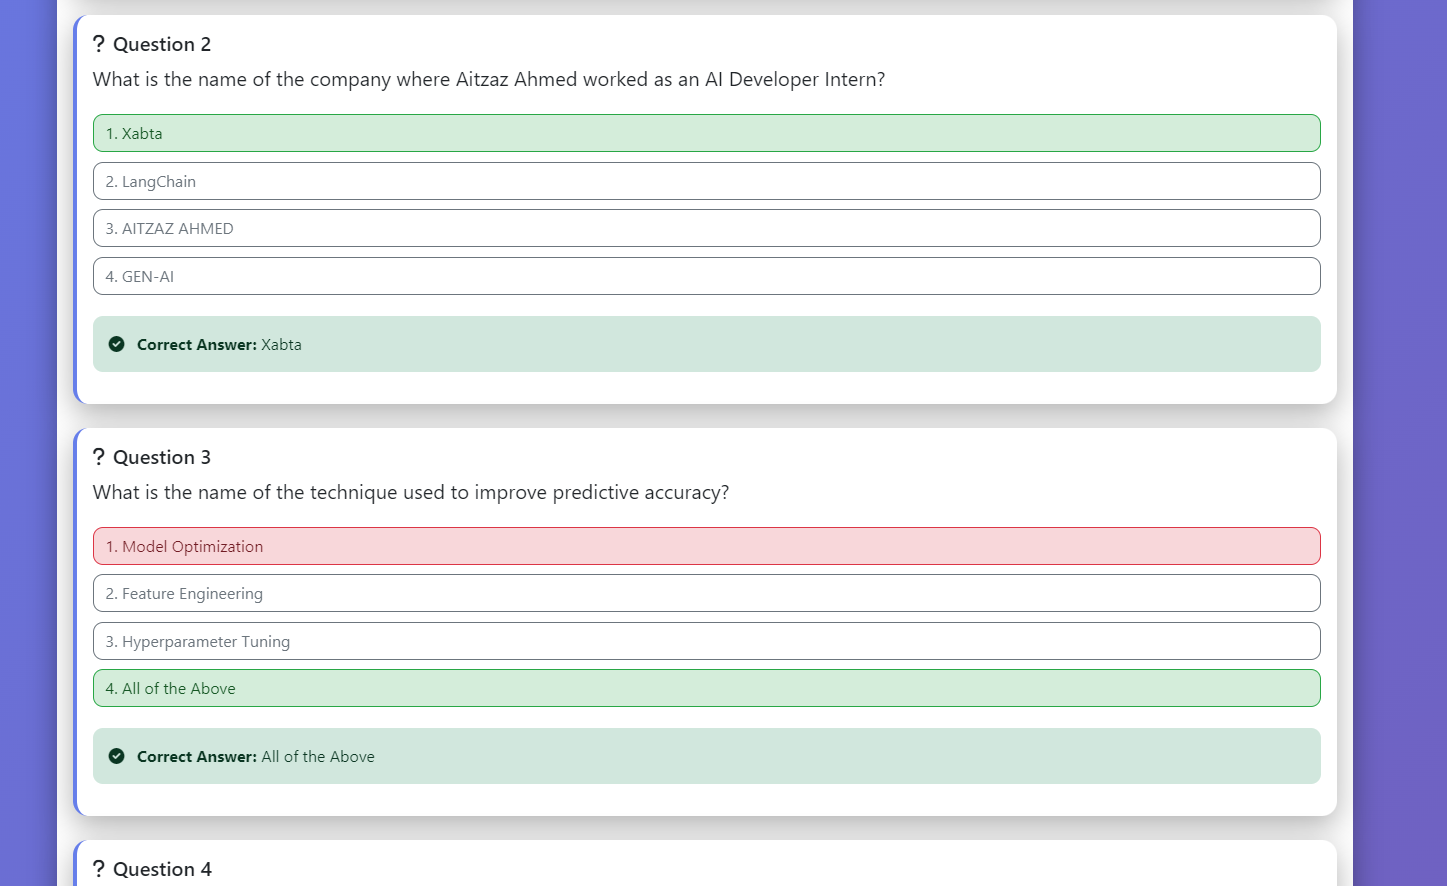 ? Question 2
What is the name of the company where Aitzaz Ahmed worked as an AI Developer Intern?
1. Xabta
2. LangChain
3. AITZAZ AHMED
4. GEN-AI
Correct Answer: Xabta
? Question 3
What is the name of the technique used to improve predictive accuracy?
1. Model Optimization
2. Feature Engineering
3. Hyperparameter Tuning
4. All of the Above
Correct Answer: All of the Above
? Question 4